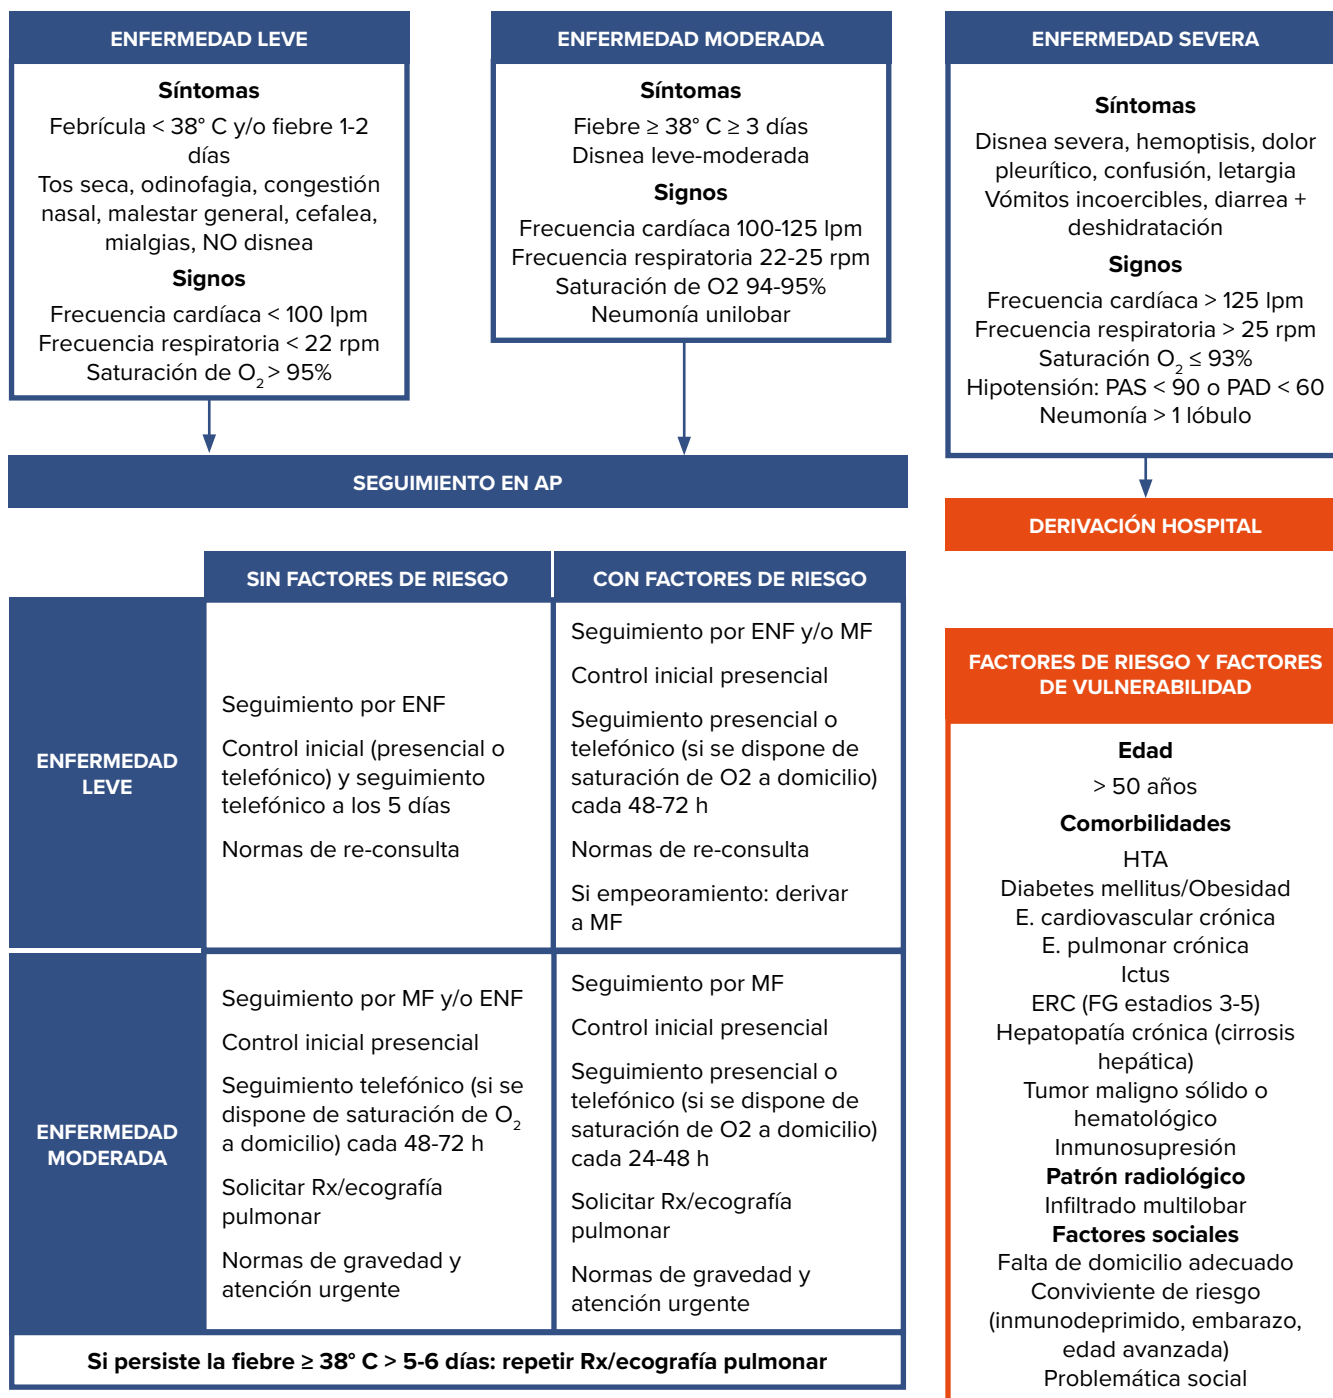 ENFERMEDAD LEVE
Síntomas
Febrícula < 38° C y/o fiebre 1-2
días
Tos seca, odinofagia, congestión
nasal, malestar general, cefalea,
mialgias, NO disnea
Signos
Frecuencia cardíaca < 100 lpm
Frecuencia respiratoria < 22 rpm
Saturación de O₂ > 95%
ENFERMEDAD MODERADA
Síntomas
Fiebre ≥ 38° C ≥ 3 días
Disnea leve-moderada
Signos
Frecuencia cardíaca 100-125 lpm
Frecuencia respiratoria 22-25 rpm
Saturación de O2 94-95%
Neumonía unilobar
ENFERMEDAD SEVERA
Síntomas
Disnea severa, hemoptisis, dolor
pleurítico, confusión, letargia
Vómitos incoercibles, diarrea +
deshidratación
Signos
Frecuencia cardíaca > 125 lpm
Frecuencia respiratoria > 25 rpm
Saturación O₂ ≤ 93%
Hipotensión: PAS < 90 o PAD < 60
Neumonía > 1 lóbulo
SEGUIMIENTO EN AP
DERIVACIÓN HOSPITAL
SIN FACTORES DE RIESGO
CON FACTORES DE RIESGO
ENFERMEDAD
LEVE
Seguimiento por ENF
Control inicial (presencial o
telefónico) y seguimiento
telefónico a los 5 días
Normas de re-consulta
Seguimiento por ENF y/o MF
Control inicial presencial
Seguimiento presencial o
telefónico (si se dispone de
saturación de O2 a domicilio)
cada 48-72 h
Normas de re-consulta
Si empeoramiento: derivar
a MF
ENFERMEDAD
MODERADA
Seguimiento por MF y/o ENF
Control inicial presencial
Seguimiento telefónico (si se
dispone de saturación de O₂
a domicilio) cada 48-72 h
Solicitar Rx/ecografía
pulmonar
Normas de gravedad y
atención urgente
Seguimiento por MF
Control inicial presencial
Seguimiento presencial o
telefónico (si se dispone de
saturación de O2 a domicilio)
cada 24-48 h
Solicitar Rx/ecografía
pulmonar
Normas de gravedad y
atención urgente
Si persiste la fiebre ≥ 38° C > 5-6 días: repetir Rx/ecografía pulmonar
FACTORES DE RIESGO Y FACTORES
DE VULNERABILIDAD
Edad
> 50 años
Comorbilidades
HTA
Diabetes mellitus/Obesidad
E. cardiovascular crónica
E. pulmonar crónica
Ictus
ERC (FG estadios 3-5)
Hepatopatía crónica (cirrosis
hepática)
Tumor maligno sólido o
hematológico
Inmunosupresión
Patrón radiológico
Infiltrado multilobar
Factores sociales
Falta de domicilio adecuado
Conviviente de riesgo
(inmunodeprimido, embarazo,
edad avanzada)
Problemática social